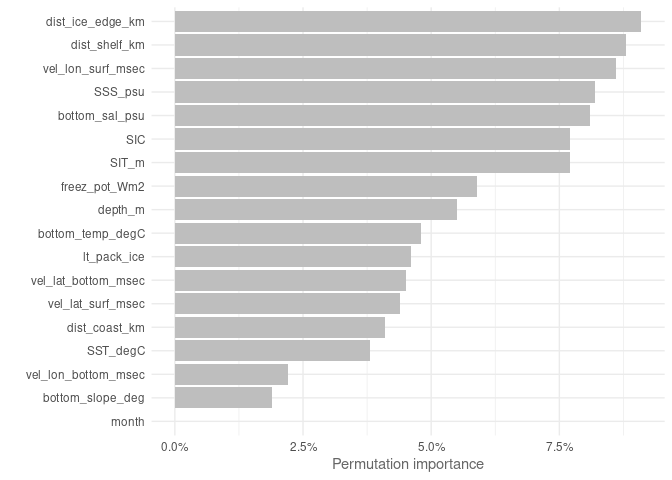 dist_ice_edge_km
dist_shelf_km
vel_lon_surf_msec
SSS_psu
bottom_sal_psu
SIC
SIT_m
freez_pot_Wm2
depth_m
bottom_temp_degC
lt_pack_ice
vel_lat_bottom_msec
vel_lat_surf_msec
dist_coast_km
SST_degC
vel_lon_bottom_msec
bottom_slope_deg
month
0.0% 2.5% 5.0% 7.5%
Permutation importance